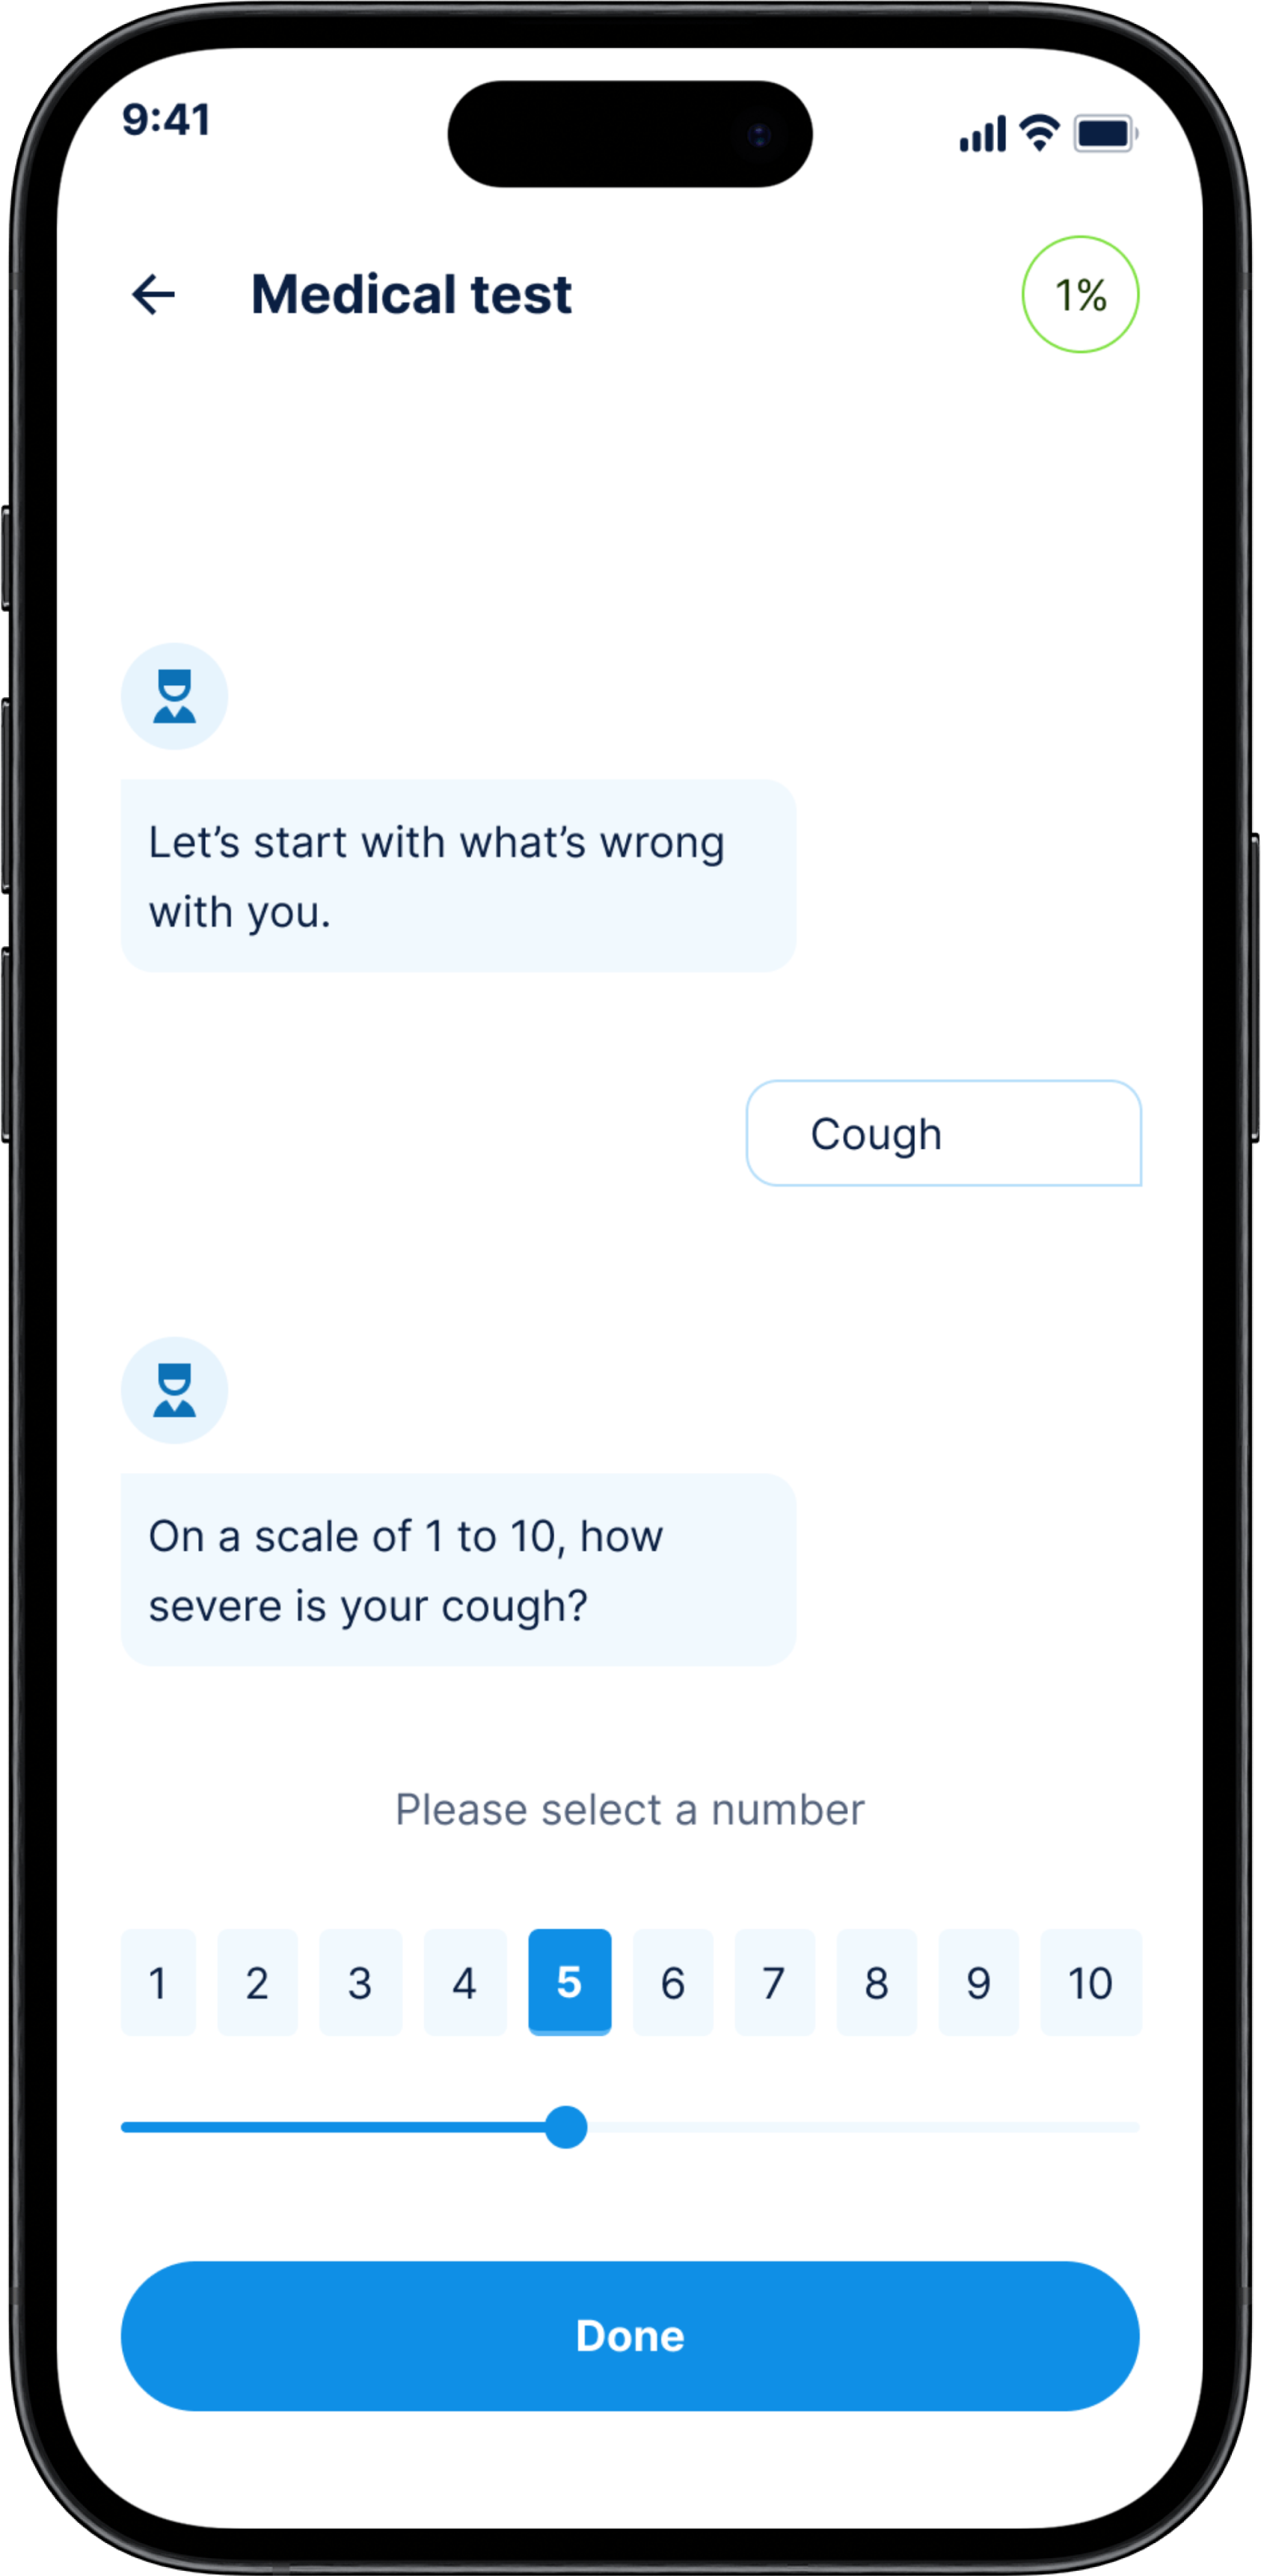 9:41
Medical test
1%
Let’s start with what’s wrong
with you.
Cough
On a scale of 1 to 10, how
severe is your cough?
Please select a number
1 2 3 4 5 6 7 8 9 10
Done